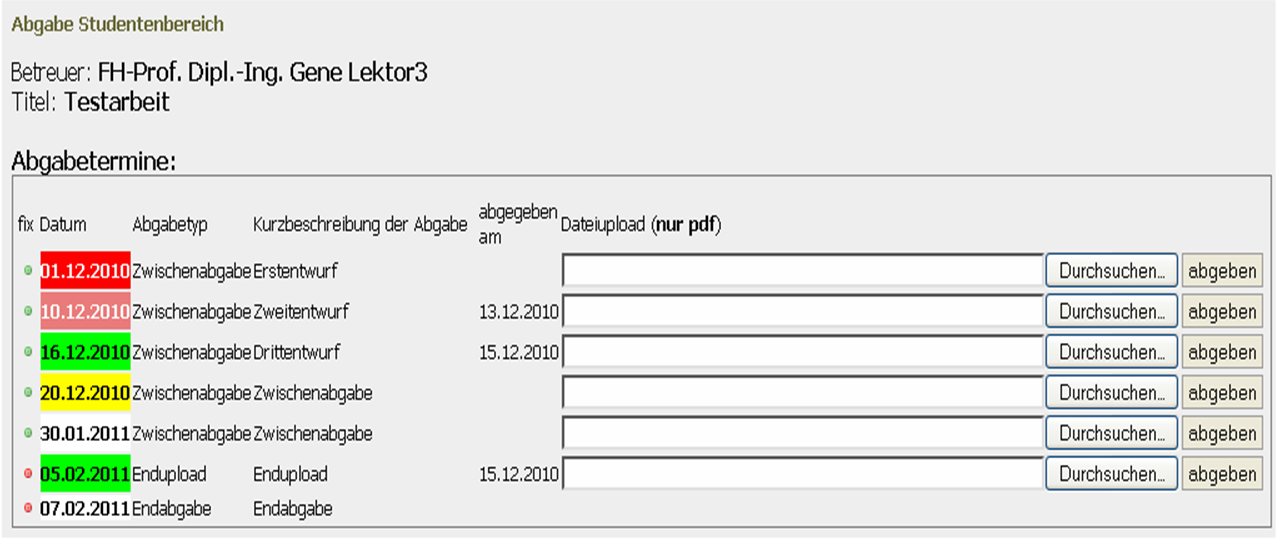 Abgabe Studentenbereich
Betreuer: FH-Prof. Dipl.-Ing. Gene Lektor3
Titel: Testarbeit
Abgabetermine:
fix Datum Abgabetyp Kurzbeschreibung der Abgabe abgegeben am Dateiupload (nur pdf)
01.12.2010 Zwischenabgabe Erstentwurf Durchsuchen... abgeben
10.12.2010 Zwischenabgabe Zweitentwurf 13.12.2010 Durchsuchen... abgeben
16.12.2010 Zwischenabgabe Drittentwurf 15.12.2010 Durchsuchen... abgeben
20.12.2010 Zwischenabgabe Zwischenabgabe Durchsuchen... abgeben
30.01.2011 Zwischenabgabe Zwischenabgabe Durchsuchen... abgeben
05.02.2011 Endupload Endupload 15.12.2010 Durchsuchen... abgeben
07.02.2011 Endabgabe Endabgabe